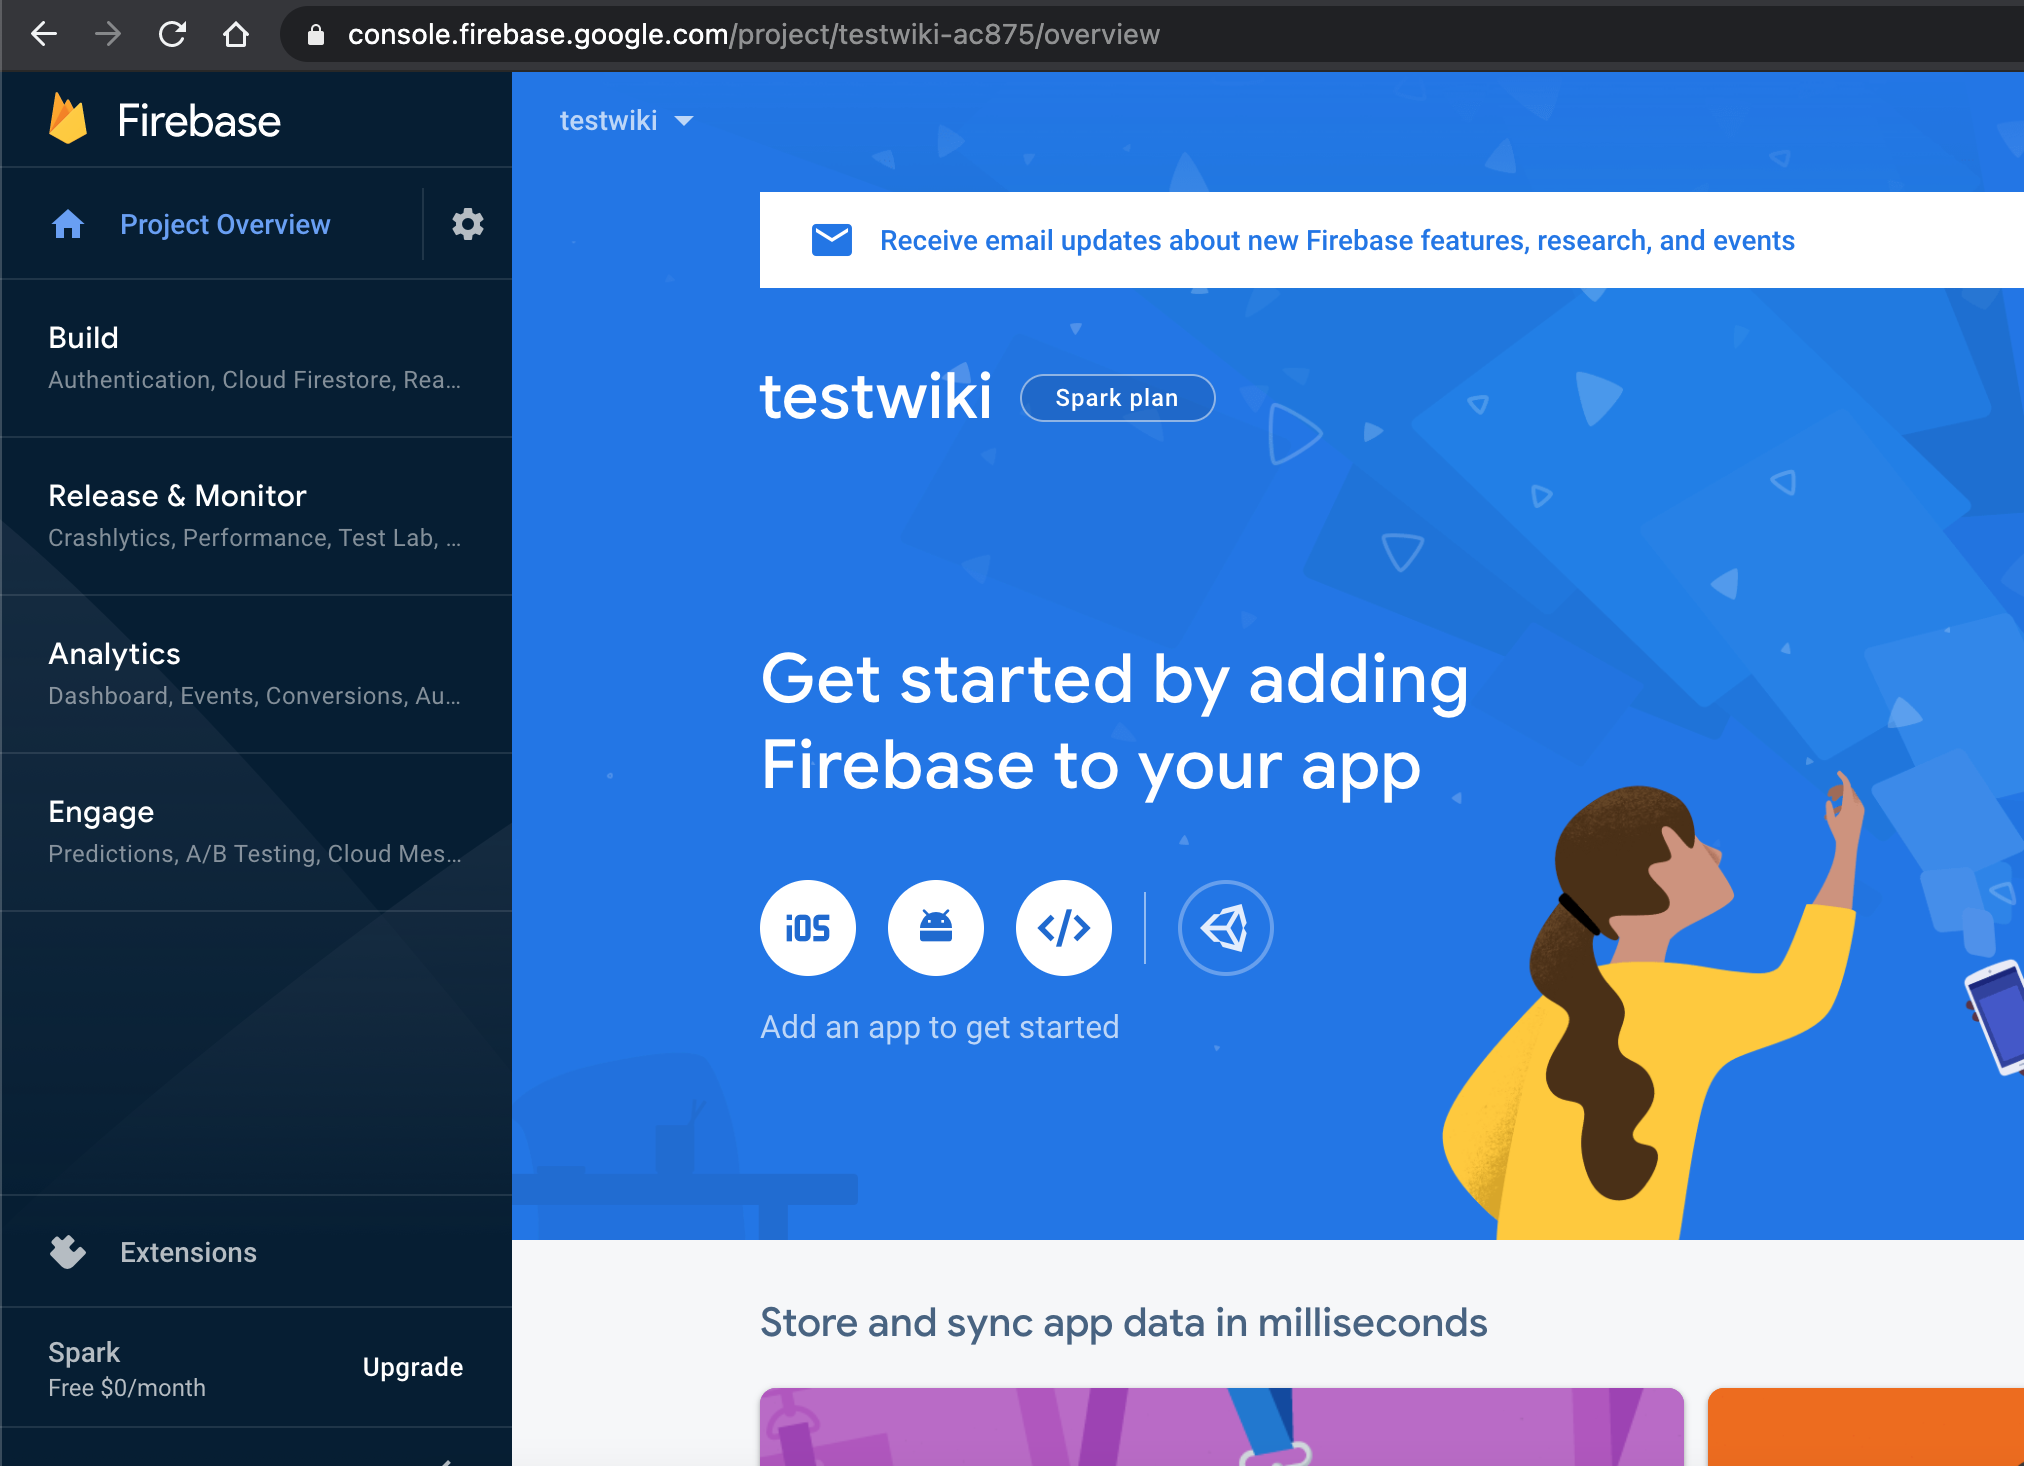 console.firebase.google.com/project/testwiki-ac875/overview
Firebase
Project Overview
Build
Authentication, Cloud Firestore, Rea...
Release & Monitor
Crashlytics, Performance, Test Lab, ...
Analytics
Dashboard, Events, Conversions, Au...
Engage
Predictions, A/B Testing, Cloud Mes...
Extensions
Spark
Free $0/month
Upgrade
testwiki
Receive email updates about new Firebase features, research, and events
testwiki
Spark plan
Get started by adding
Firebase to your app
iOS
</>
Add an app to get started
Store and sync app data in milliseconds